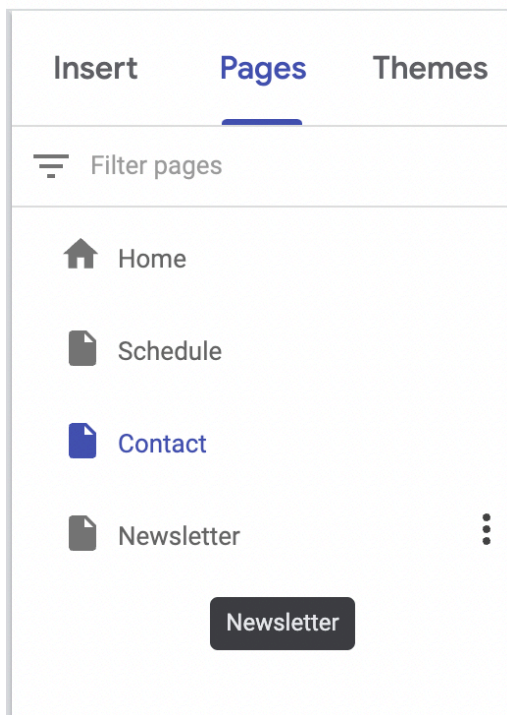 Insert Pages Themes
Filter pages
Home
Schedule
Contact
Newsletter
Newsletter